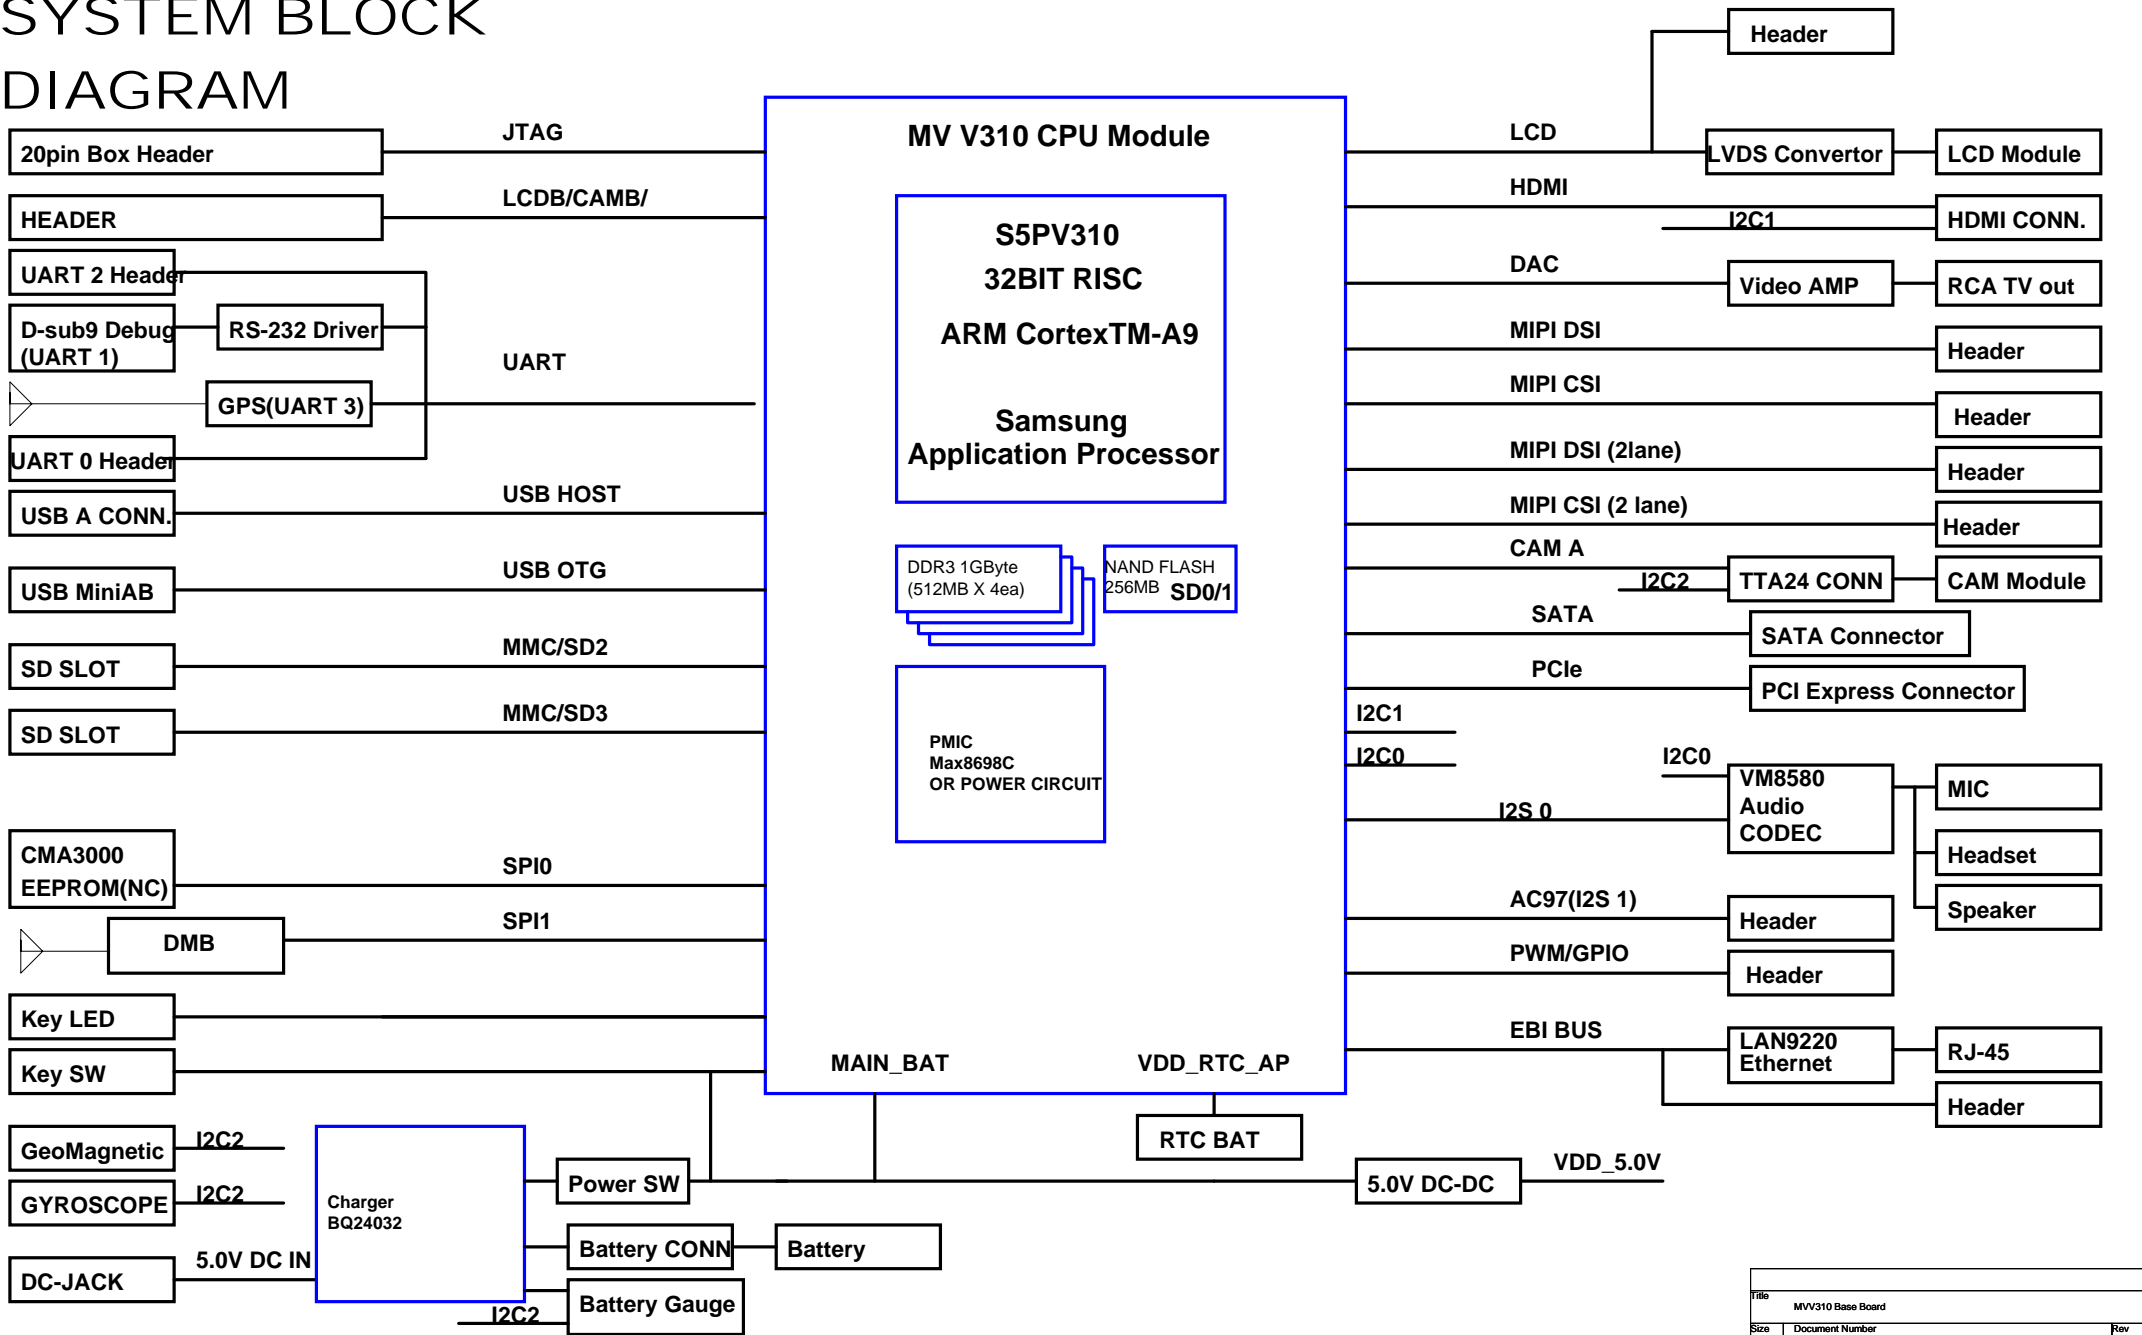 SYSTEM BLOCK
DIAGRAM
20pin Box Header
JTAG
HEADER
LCDB/CAMB/
UART 2 Header
D-sub9 Debug
(UART 1)
RS-232 Driver
UART
GPS(UART 3)
UART 0 Header
USB A CONN.
USB HOST
USB MiniAB
USB OTG
SD SLOT
MMC/SD2
SD SLOT
MMC/SD3
CMA3000
EEPROM(NC)
SPI0
DMB
SPI1
Key LED
Key SW
GeoMagnetic
I2C2
GYROSCOPE
I2C2
DC-JACK
5.0V DC IN
Charger
BQ24032
Power SW
Battery CONN
Battery
Battery Gauge
I2C2
MV V310 CPU Module
S5PV310
32BIT RISC
ARM CortexTM-A9
Samsung
Application Processor
DDR3 1GByte
(512MB X 4ea)
NAND FLASH
256MB SD0/1
PMIC
Max8698C
OR POWER CIRCUIT
MAIN_BAT
VDD_RTC_AP
RTC BAT
5.0V DC-DC
VDD_5.0V
Header
LCD
LVDS Convertor
LCD Module
HDMI
I2C1
HDMI CONN.
DAC
Video AMP
RCA TV out
MIPI DSI
Header
MIPI CSI
Header
MIPI DSI (2lane)
Header
MIPI CSI (2 lane)
Header
CAM A
I2C2
TTA24 CONN
CAM Module
SATA
SATA Connector
PCIe
PCI Express Connector
I2C1
I2C0
I2C0
I2S 0
VM8580
Audio
CODEC
MIC
Headset
Speaker
AC97(I2S 1)
Header
PWM/GPIO
Header
EBI BUS
LAN9220
Ethernet
RJ-45
Header
Title
MVV310 Base Board
Size Document Number Rev